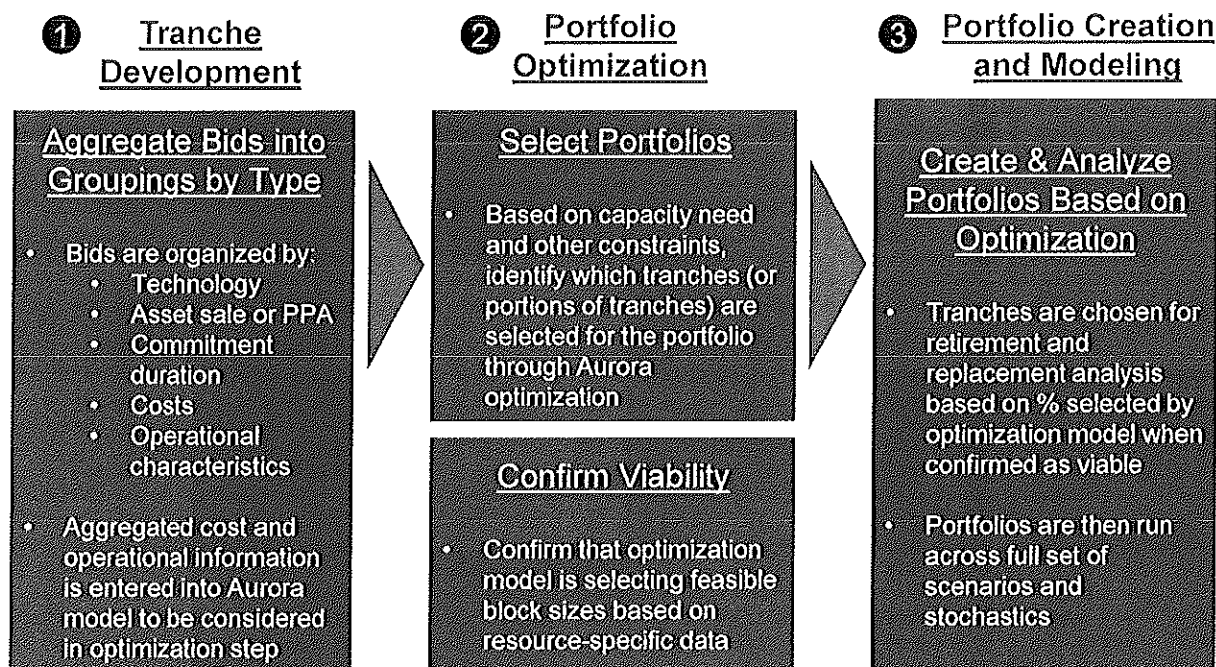 1 Tranche
Development
Aggregate Bids into
Groupings by Type
• Bids are organized by:
• Technology
• Asset sale or PPA
• Commitment
duration
• Costs
• Operational
characteristics
• Aggregated cost and
operational information
is entered into Aurora
model to be considered
in optimization step
2 Portfolio
Optimization
Select Portfolios
• Based on capacity need
and other constraints,
identify which tranches (or
portions of tranches) are
selected for the portfolio
through Aurora
optimization
Confirm Viability
• Confirm that optimization
model is selecting feasible
block sizes based on
resource-specific data
3 Portfolio Creation
and Modeling
Create & Analyze
Portfolios Based on
Optimization
• Tranches are chosen for
retirement and
replacement analysis
based on % selected by
optimization model when
confirmed as viable
• Portfolios are then run
across full set of
scenarios and
stochastics